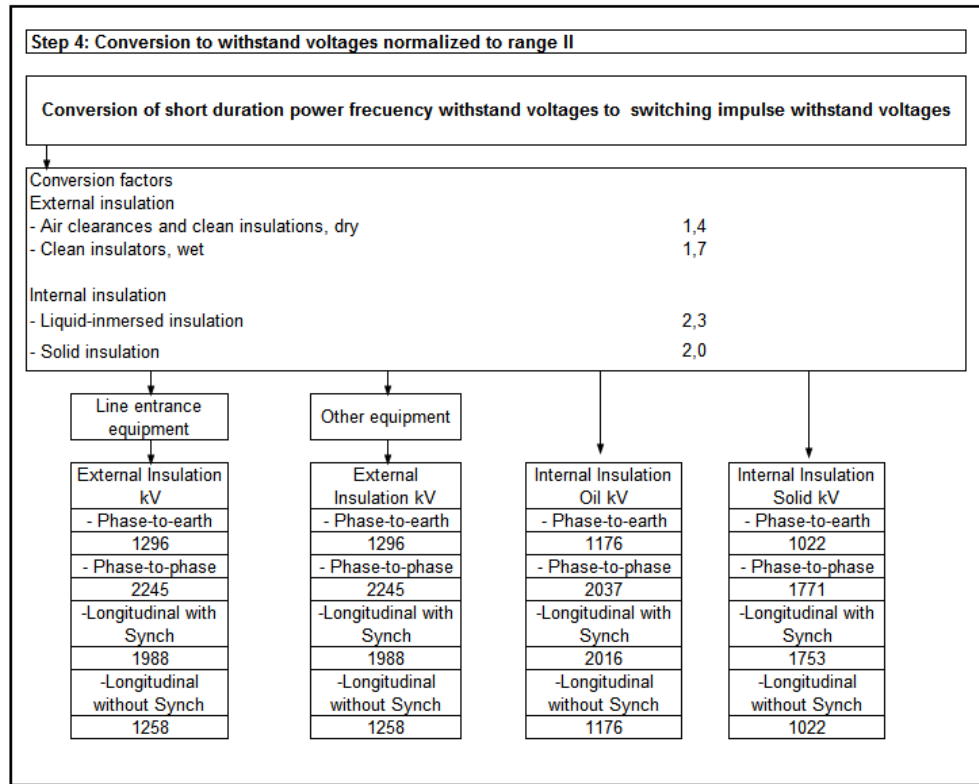 Step 4: Conversion to withstand voltages normalized to range II
Conversion of short duration power frecuency withstand voltages to switching impulse withstand voltages
Conversion factors
External insulation
- Air clearances and clean insulations, dry 1,4
- Clean insulators, wet 1,7
Internal insulation
- Liquid-inmersed insulation 2,3
- Solid insulation 2,0
Line entrance
equipment
External Insulation
kV
- Phase-to-earth
1296
- Phase-to-phase
2245
-Longitudinal with
Synch
1988
-Longitudinal
without Synch
1258
Other equipment
External
Insulation kV
- Phase-to-earth
1296
- Phase-to-phase
2245
-Longitudinal with
Synch
1988
-Longitudinal
without Synch
1258
Internal Insulation
Oil kV
- Phase-to-earth
1176
- Phase-to-phase
2037
-Longitudinal with
Synch
2016
-Longitudinal
without Synch
1176
Internal Insulation
Solid kV
- Phase-to-earth
1022
- Phase-to-phase
1771
-Longitudinal with
Synch
1753
-Longitudinal
without Synch
1022